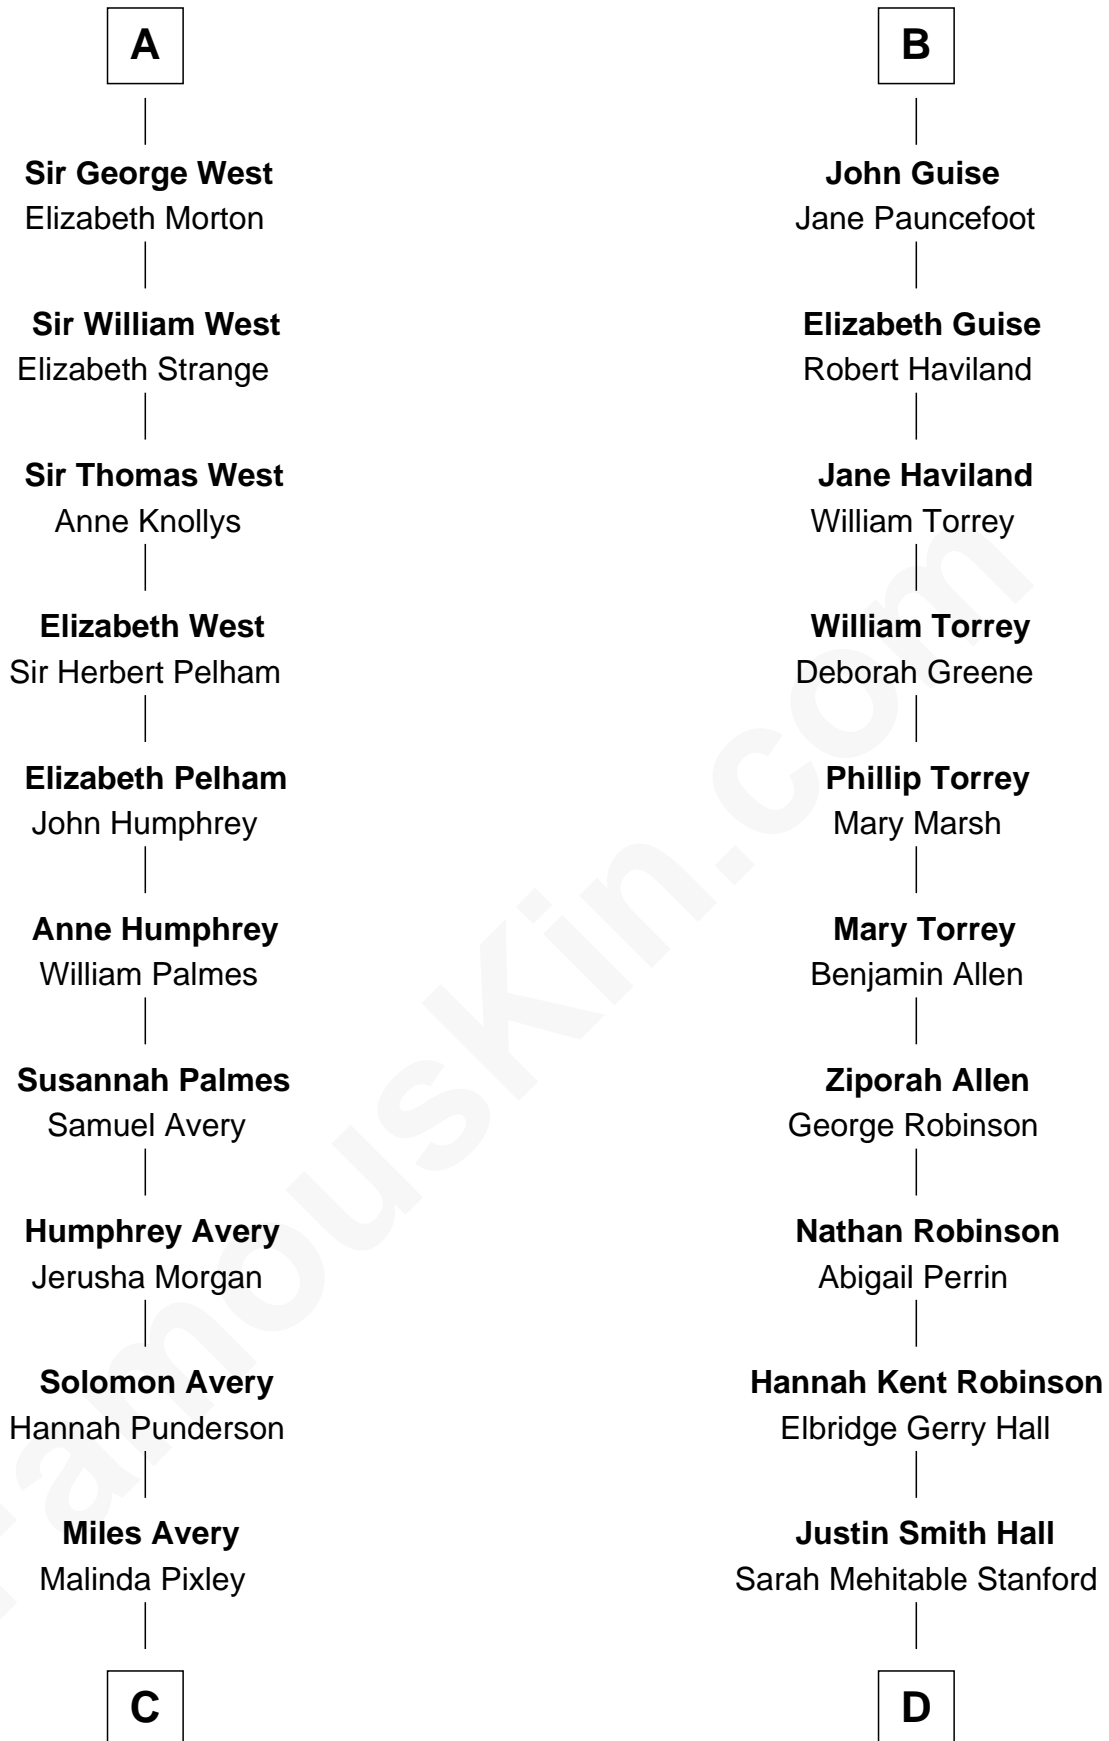 A
Sir George West
Elizabeth Morton
Sir William West
Elizabeth Strange
Sir Thomas West
Anne Knollys
Elizabeth West
Sir Herbert Pelham
Elizabeth Pelham
John Humphrey
Anne Humphrey
William Palmes
Susannah Palmes
Samuel Avery
Humphrey Avery
Jerusha Morgan
Solomon Avery
Hannah Punderson
Miles Avery
Malinda Pixley
C
B
John Guise
Jane Pauncefoot
Elizabeth Guise
Robert Haviland
Jane Haviland
William Torrey
William Torrey
Deborah Greene
Phillip Torrey
Mary Marsh
Mary Torrey
Benjamin Allen
Ziporah Allen
George Robinson
Nathan Robinson
Abigail Perrin
Hannah Kent Robinson
Elbridge Gerry Hall
Justin Smith Hall
Sarah Mehitable Stanford
D
FamousKin.com